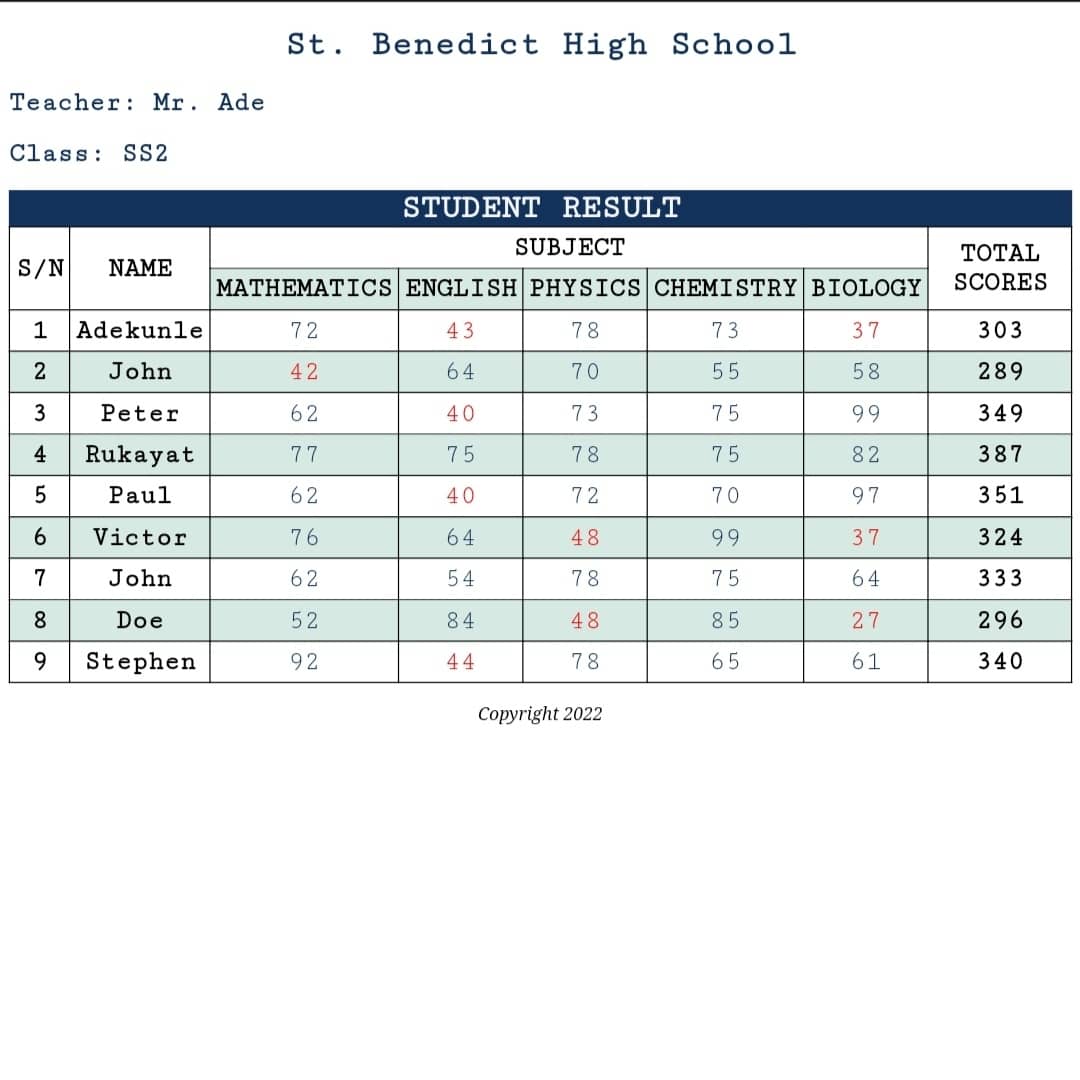 St. Benedict High School
Teacher: Mr. Ade
Class: SS2
STUDENT RESULT
S/N NAME SUBJECT TOTAL SCORES
MATHEMATICS ENGLISH PHYSICS CHEMISTRY BIOLOGY
1 Adekunle 72 43 78 73 37 303
2 John 42 64 70 55 58 289
3 Peter 62 40 73 75 99 349
4 Rukayat 77 75 78 75 82 387
5 Paul 62 40 72 70 97 351
6 Victor 76 64 48 99 37 324
7 John 62 54 78 75 64 333
8 Doe 52 84 48 85 27 296
9 Stephen 92 44 78 65 61 340
Copyright 2022